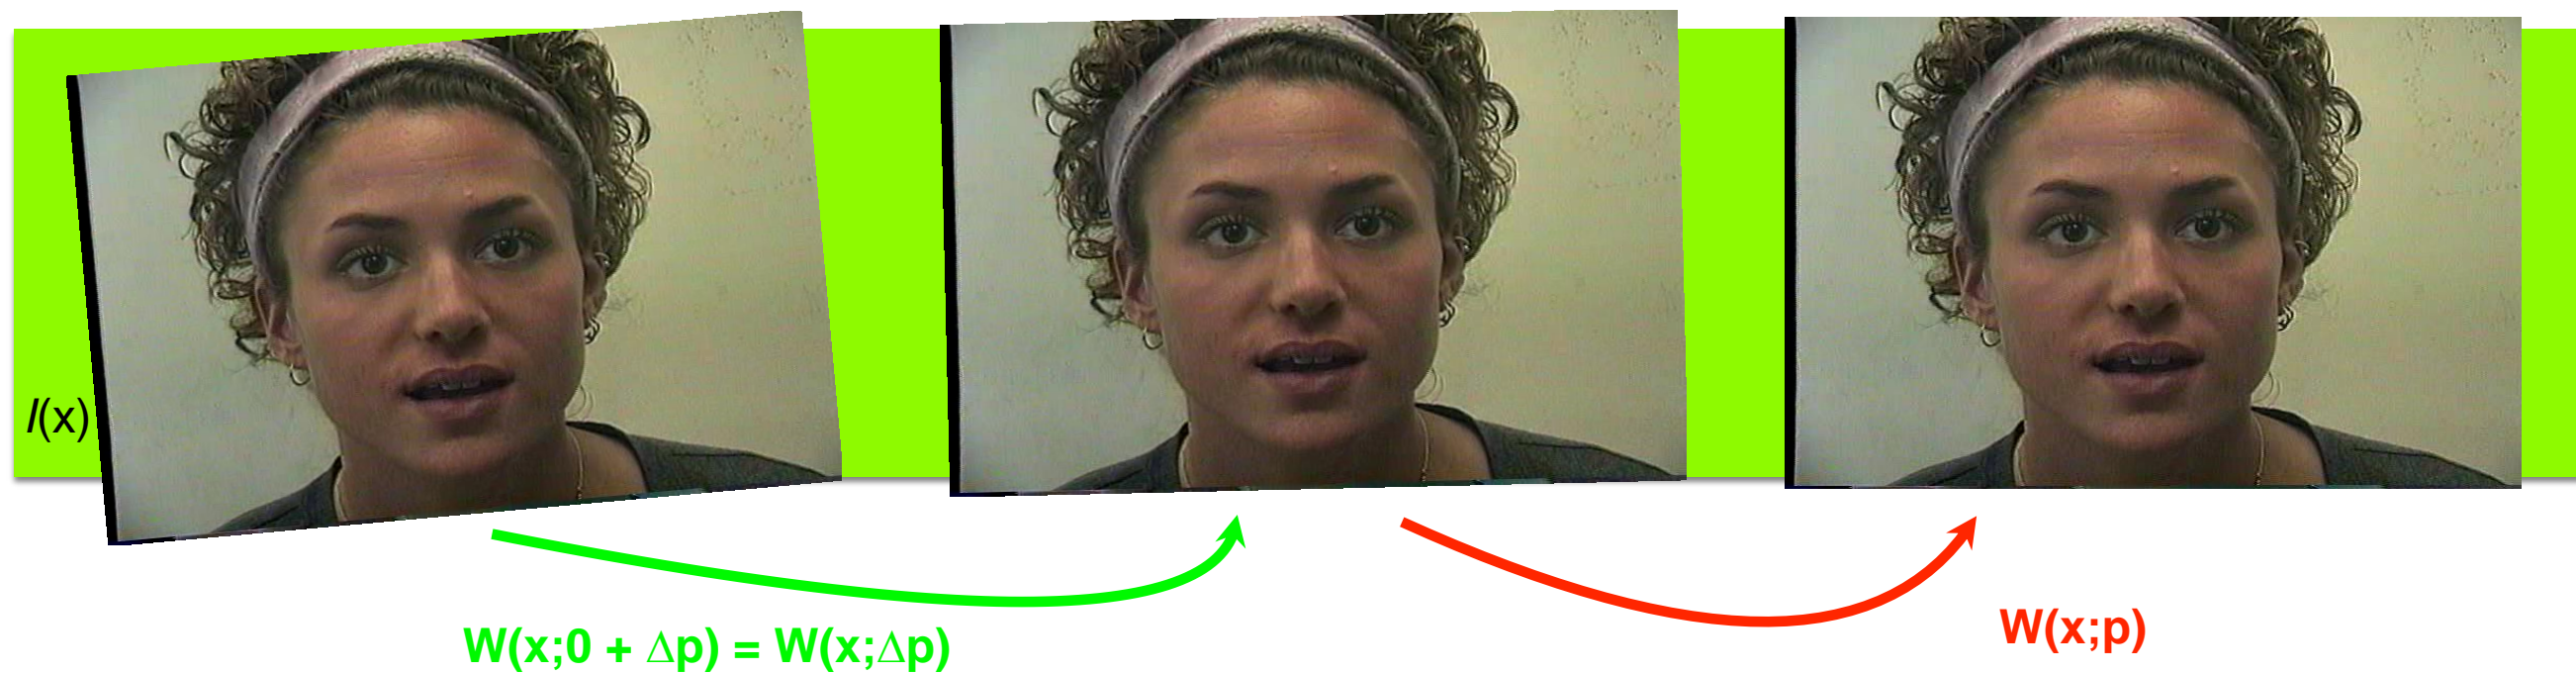 I(x)
W(x;0 + Δp) = W(x;Δp)
W(x;p)